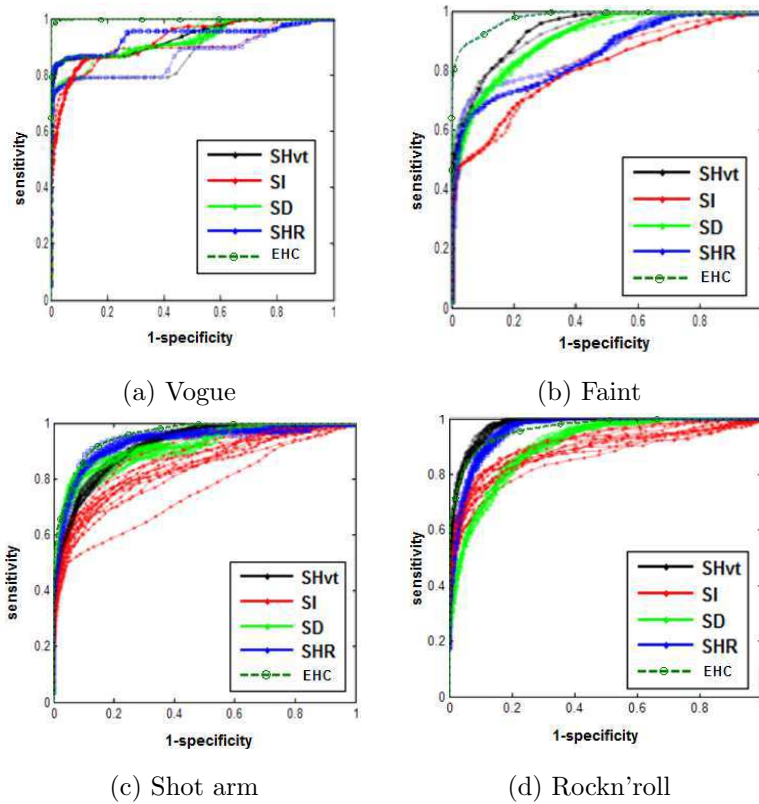 1
0.8
0.6
0.4
0.2
0
0 0.2 0.4 0.6 0.8 1
sensitivity
1-specificity
SHvt
SI
SD
SHR
EHC
(a) Vogue
1
0.8
0.6
0.4
0.2
0
0 0.2 0.4 0.6 0.8 1
sensitivity
1-specificity
SHvt
SI
SD
SHR
EHC
(b) Faint
1
0.8
0.6
0.4
0.2
0
0 0.2 0.4 0.6 0.8 1
sensitivity
1-specificity
SHvt
SI
SD
SHR
EHC
(c) Shot arm
1
0.8
0.6
0.4
0.2
0
0 0.2 0.4 0.6 0.8 1
sensitivity
1-specificity
SHvt
SI
SD
SHR
EHC
(d) Rockn'roll